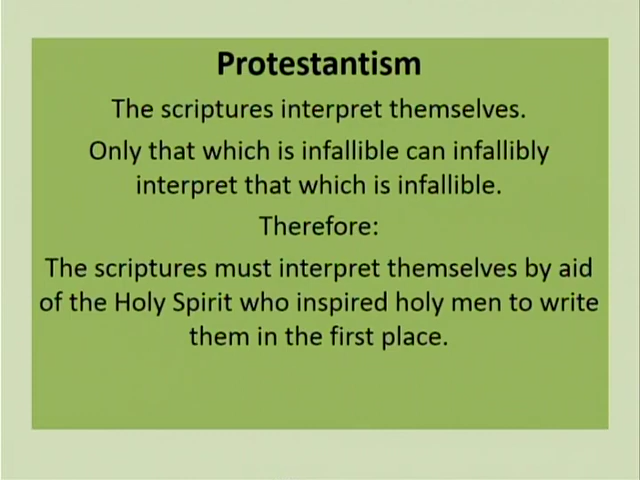 Protestantism
The scriptures interpret themselves.
Only that which is infallible can infallibly
interpret that which is infallible.
Therefore:
The scriptures must interpret themselves by aid
of the Holy Spirit who inspired holy men to write
them in the first place.